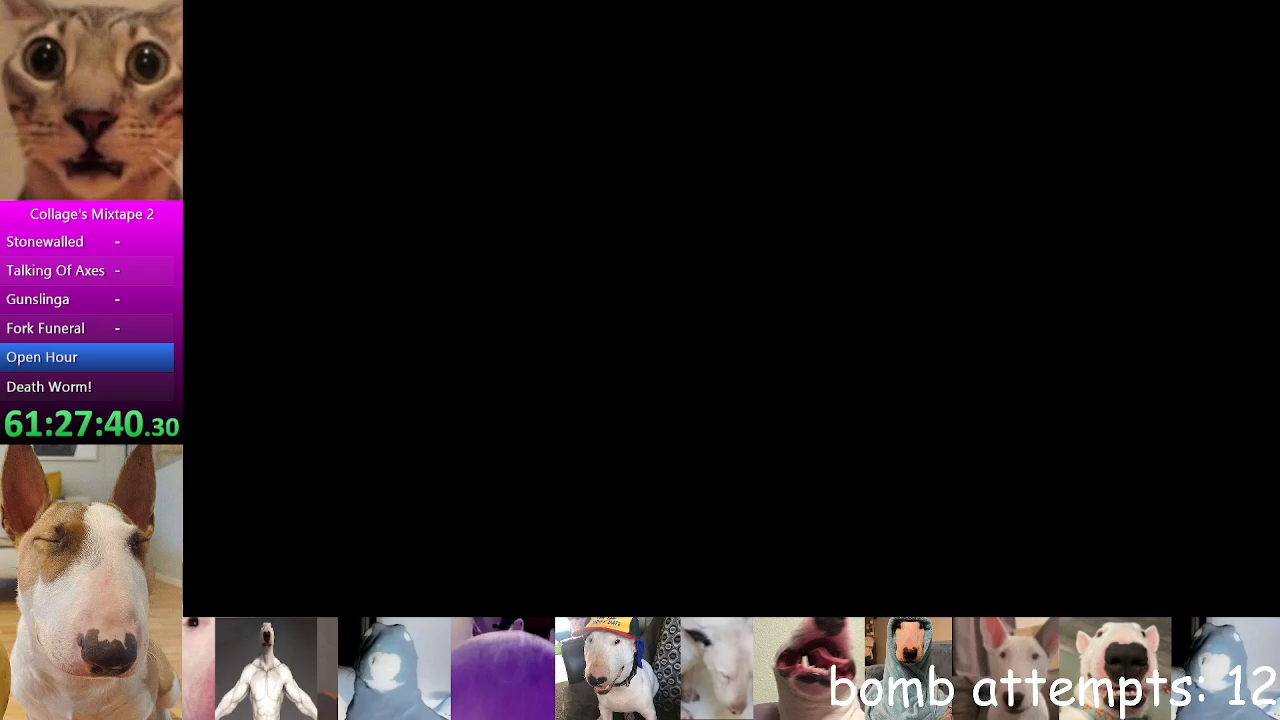 Collage's Mixtape 2
Stonewalled -
Talking Of Axes -
Gunslinga -
Fork Funeral -
Open Hour
Death Worm!
61:27:40.30
bomb attempts: 12